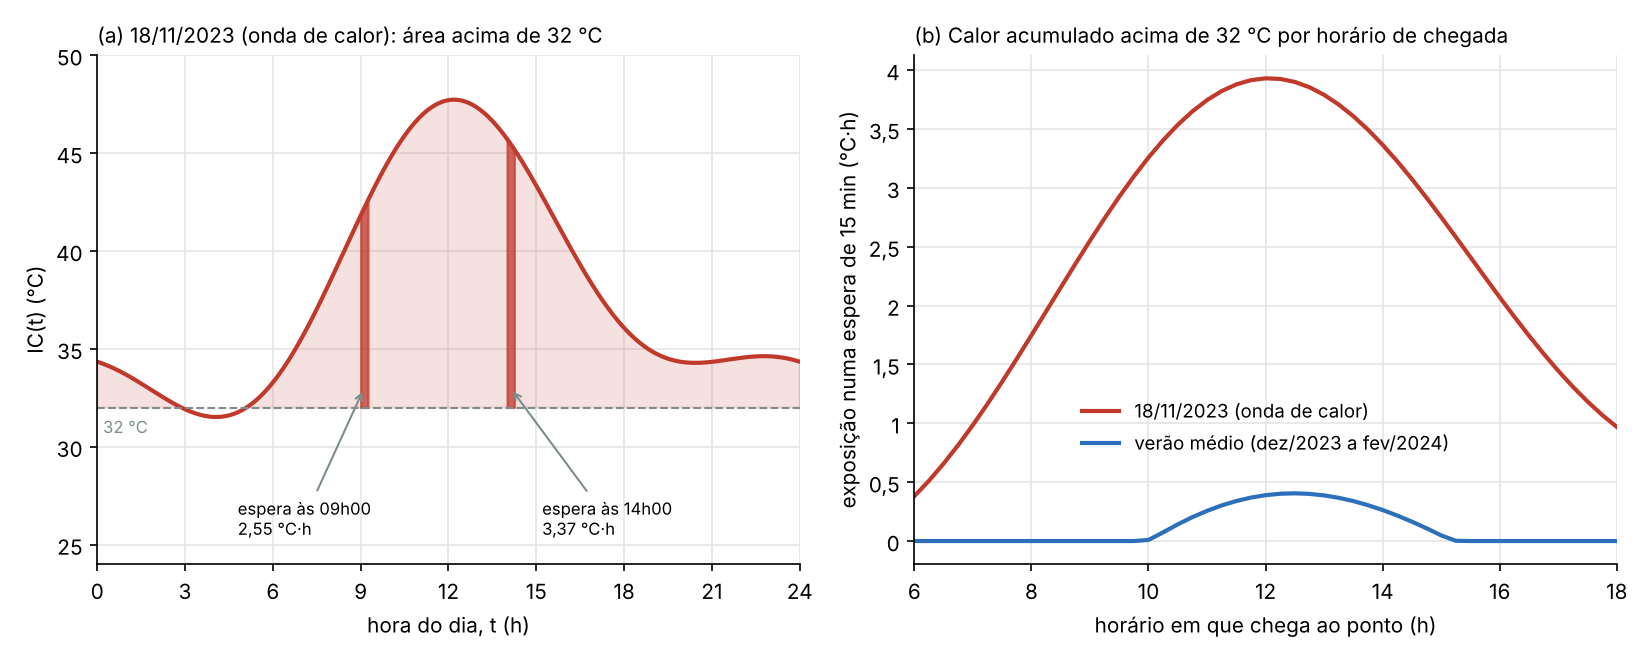 (a) 18/11/2023 (onda de calor): área acima de 32 °C
50
45
40
35
30
25
IC(t) (°C)
32 °C
espera às 09h00
2,55 °C·h
espera às 14h00
3,37 °C·h
0 3 6 9 12 15 18 21 24
hora do dia, t (h)
(b) Calor acumulado acima de 32 °C por horário de chegada
4
3,5
3
2,5
2
1,5
1
0,5
0
exposição numa espera de 15 min (°C·h)
18/11/2023 (onda de calor)
verão médio (dez/2023 a fev/2024)
6 8 10 12 14 16 18
horário em que chega ao ponto (h)